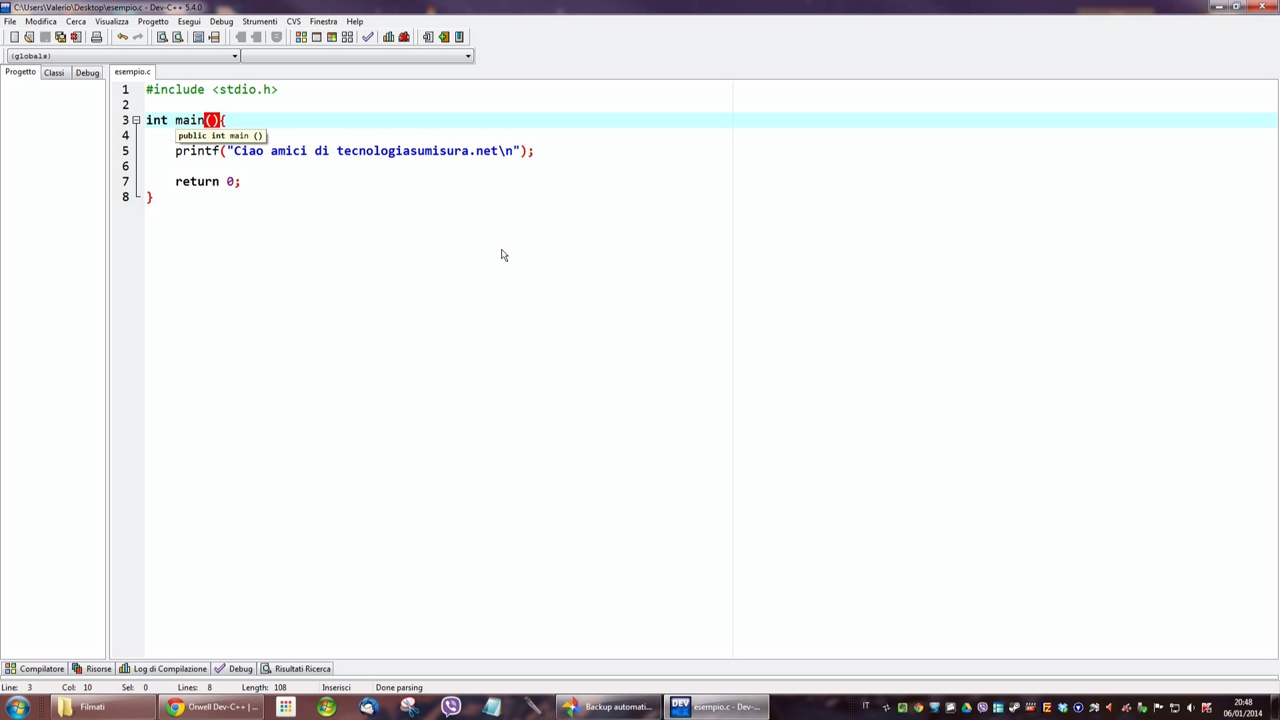 C:\Users\Valerio\Desktop\esempio.c - Dev-C++ 5.4.0
File Modifica Cerca Visualizza Progetto Esegui Debug Strumenti CVS Finestra Help
(globals)
Progetto Classi Debug
esempio.c
1 #include <stdio.h>
2
3 int main(){
public int main ()
4
5 printf("Ciao amici di tecnologiasumisura.net\n");
6
7 return 0;
8 }
Compilatore Risorse Log di Compilazione Debug Risultati Ricerca
Line: 3 Col: 10 Sel: 0 Lines: 8 Length: 108 Inserisci Done parsing
Filmati Orwell Dev-C++ | ... Backup automati... DEV esempio.c - Dev-... IT 20:48
06/01/2014